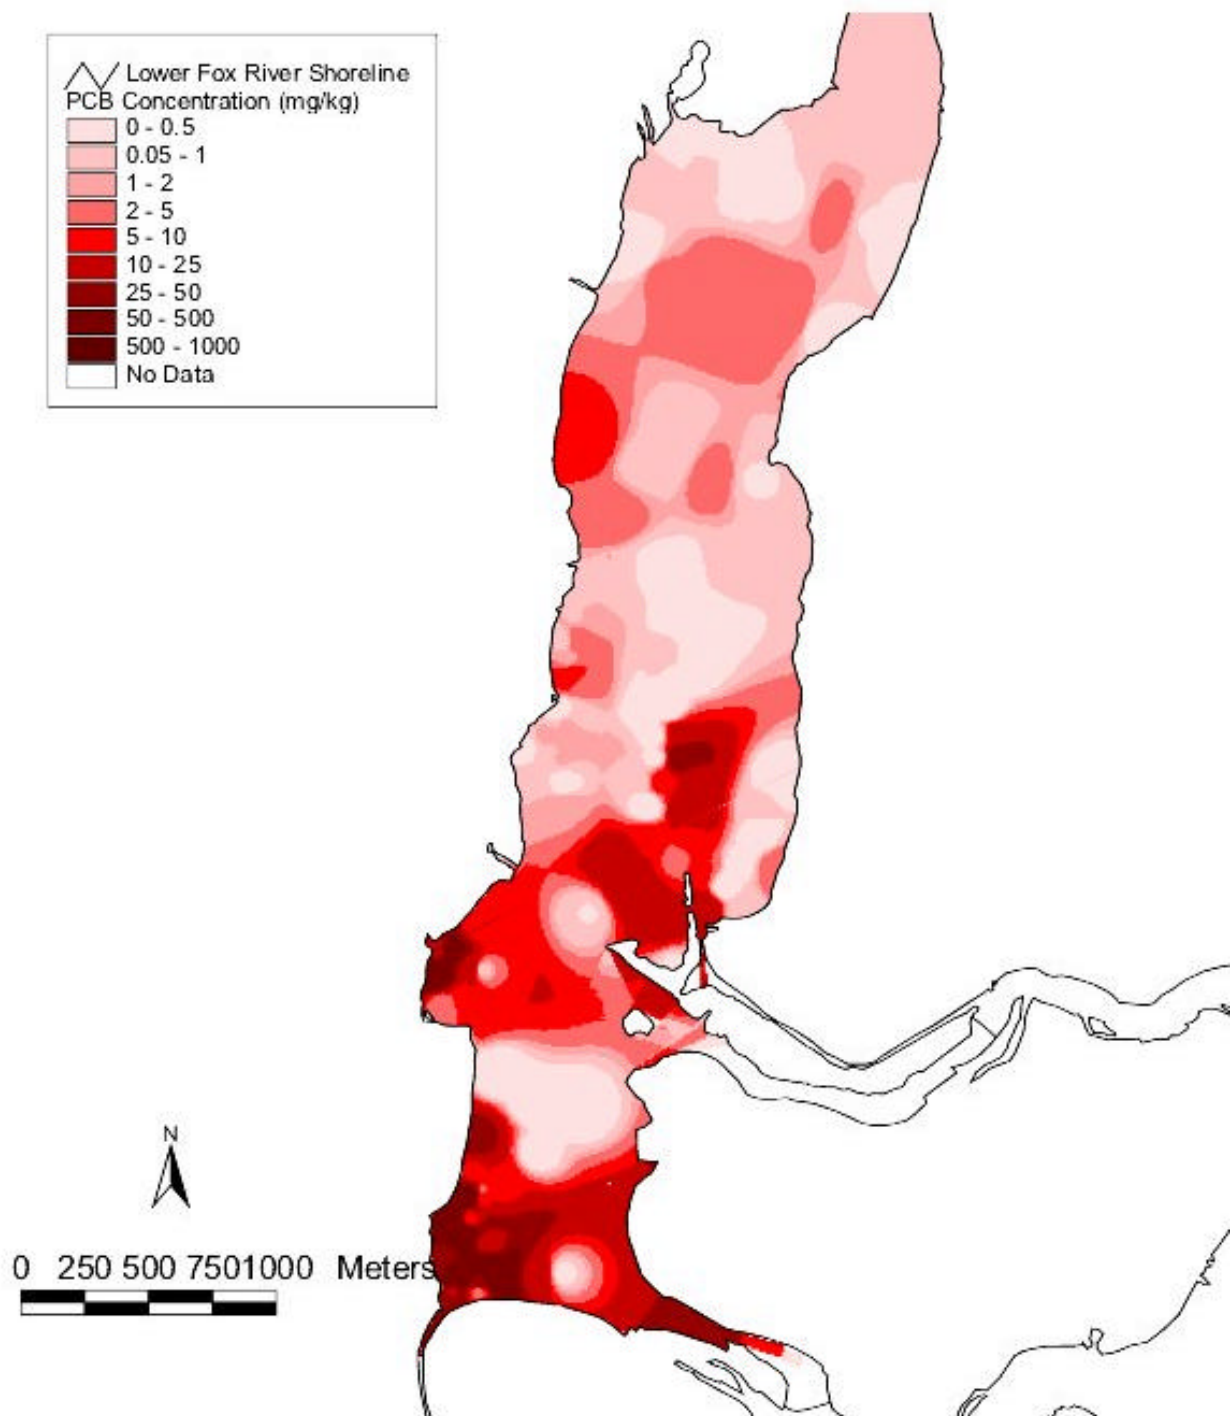 Lower Fox River Shoreline
PCB Concentration (mg/kg)
0 - 0.5
0.05 - 1
1 - 2
2 - 5
5 - 10
10 - 25
25 - 50
50 - 500
500 - 1000
No Data
N
0 250 500 7501000 Meters